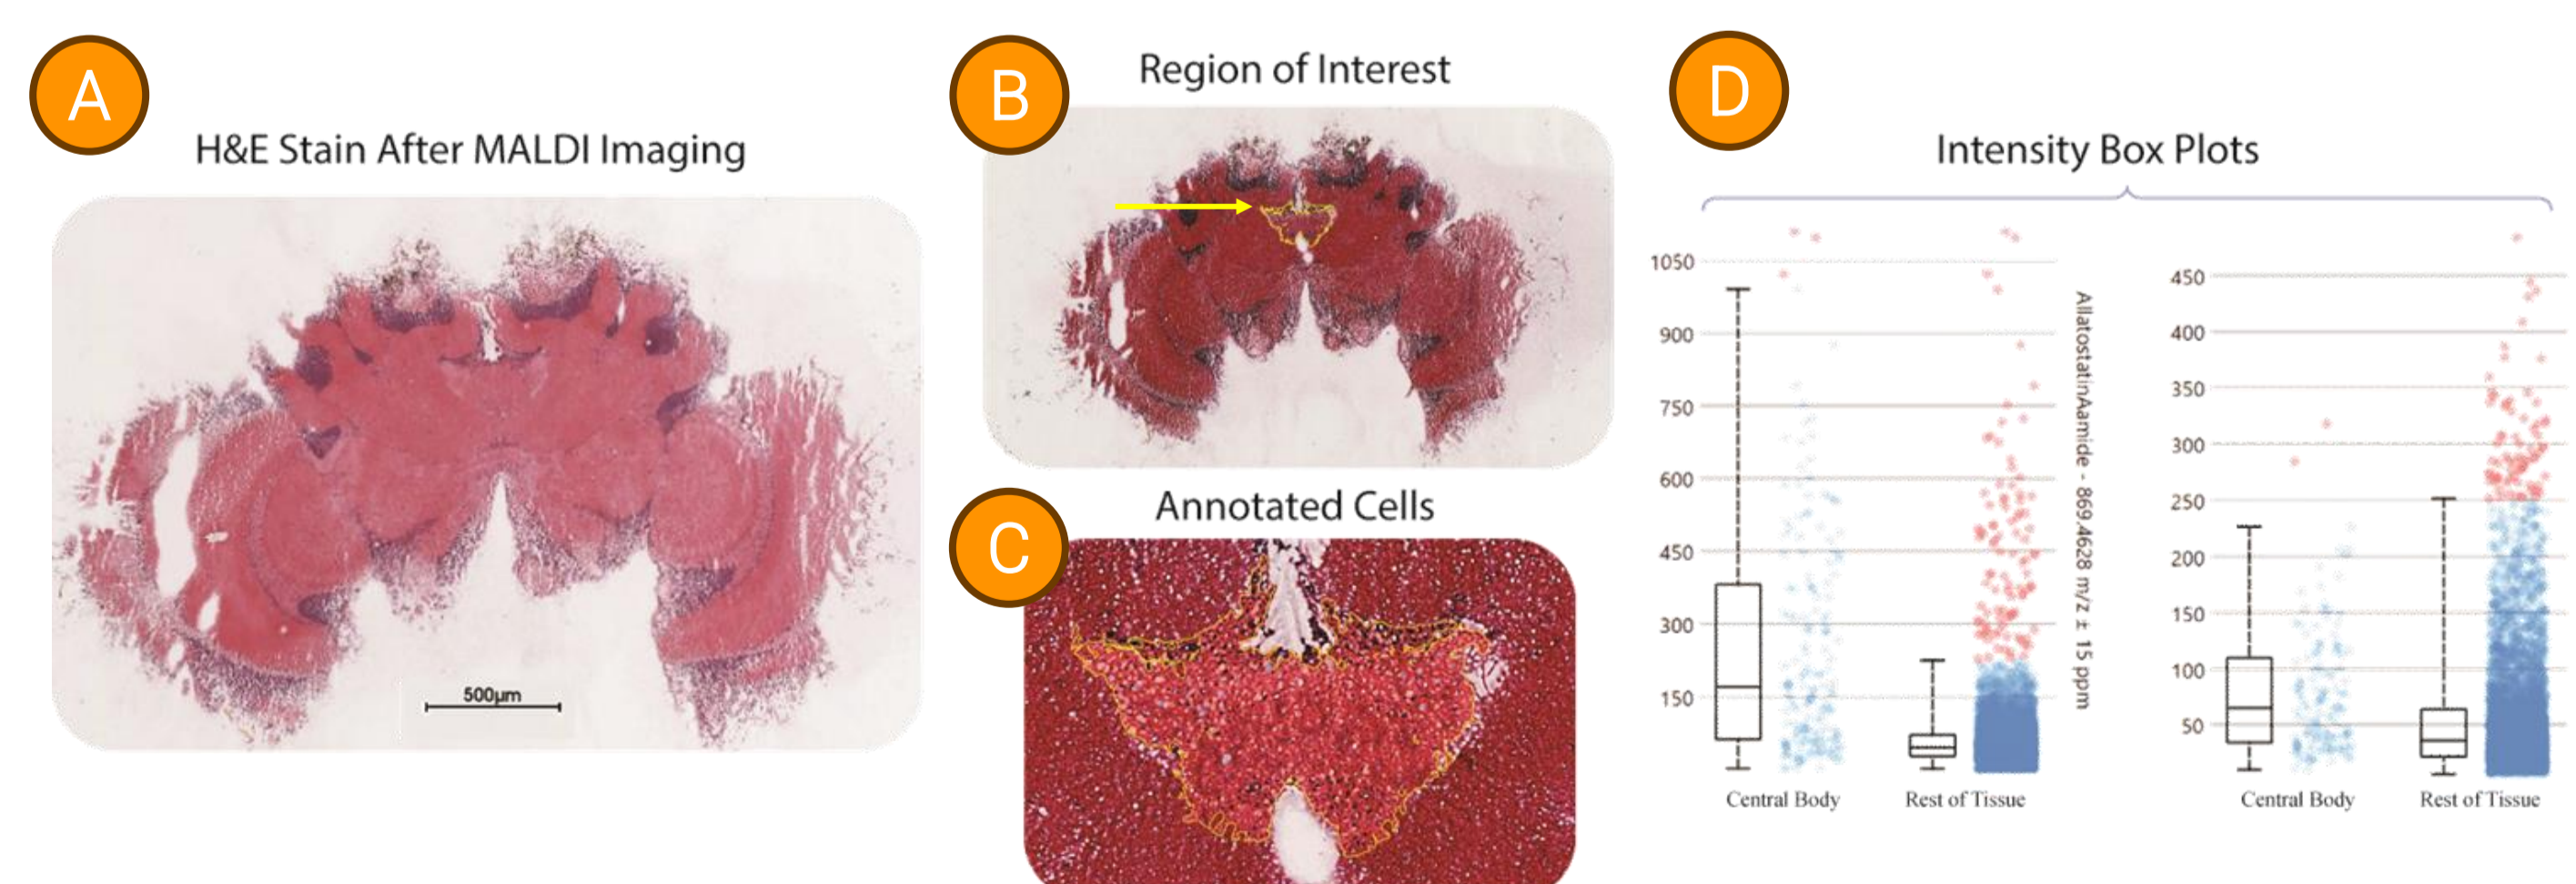 A
H&E Stain After MALDI Imaging
500µm
B
Region of Interest
C
Annotated Cells
D
Intensity Box Plots
1050
900
750
600
450
300
150
Central Body
Rest of Tissue
AllatostatinAamide - 869.4628 m/z ± 15 ppm
450
400
350
300
250
200
150
100
50
Central Body
Rest of Tissue